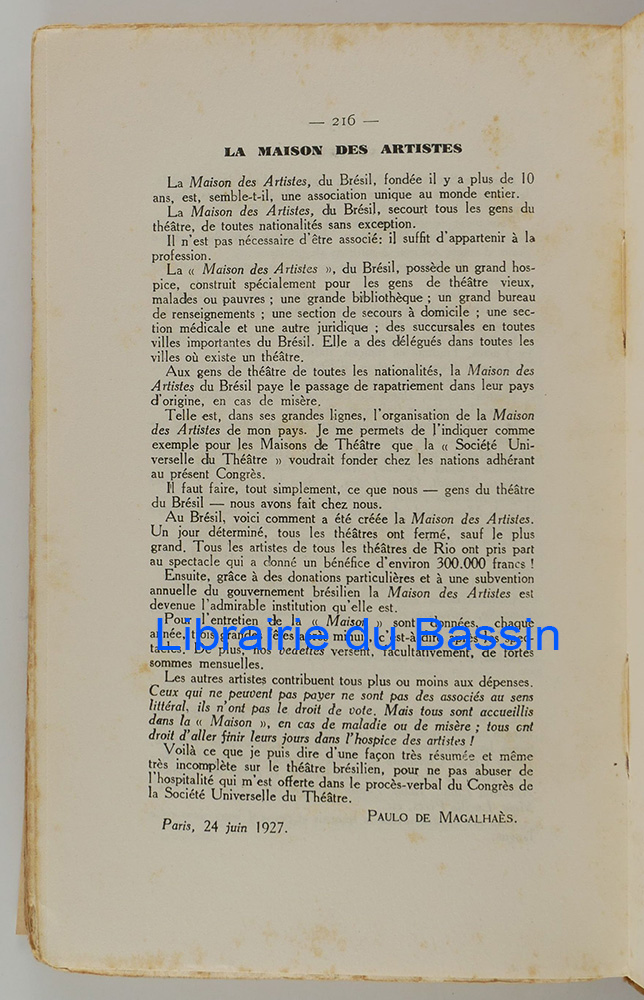 — 216 —
LA MAISON DES ARTISTES
La Maison des Artistes, du Brésil, fondée il y a plus de 10
ans, est, semble-t-il, une association unique au monde entier.
La Maison des Artistes, du Brésil, secourt tous les gens du
théâtre, de toutes nationalités sans exception.
Il n'est pas nécessaire d'être associé: il suffit d'appartenir à la
profession.
La « Maison des Artistes », du Brésil, possède un grand hos-
pice, construit spécialement pour les gens de théâtre vieux,
malades ou pauvres ; une grande bibliothèque ; un grand bureau
de renseignements ; une section de secours à domicile ; une sec-
tion médicale et une autre juridique ; des succursales en toutes
villes importantes du Brésil. Elle a des délégués dans toutes les
villes où existe un théâtre.
Aux gens de théâtre de toutes les nationalités, la Maison des
Artistes du Brésil paye le passage de rapatriement dans leur pays
d'origine, en cas de misère.
Telle est, dans ses grandes lignes, l'organisation de la Maison
des Artistes de mon pays. Je me permets de l'indiquer comme
exemple pour les Maisons de Théâtre que la « Société Uni-
verselle du Théâtre » voudrait fonder chez les nations adhérant
au présent Congrès.
Il faut faire, tout simplement, ce que nous — gens du théâtre
du Brésil — nous avons fait chez nous.
Au Brésil, voici comment a été créée la Maison des Artistes.
Un jour déterminé, tous les théâtres ont fermé, sauf le plus
grand. Tous les artistes de tous les théâtres de Rio ont pris part
au spectacle qui a donné un bénéfice d'environ 300.000 francs !
Ensuite, grâce à des donations particulières et à une subvention
annuelle du gouvernement brésilien la Maison des Artistes est
devenue l'admirable institution qu'elle est.
Pour l'entretien de la « Maison » sont données, chaque
année, trois grandes fêtes après minuit, c'est-à-dire après les spec-
tacles. De plus, nos vedettes versent, facultativement, de fortes
sommes mensuelles.
Librairie du Bassin
Les autres artistes contribuent tous plus ou moins aux dépenses.
Ceux qui ne peuvent pas payer ne sont pas des associés au sens
littéral, ils n'ont pas le droit de vote. Mais tous sont accueillis
dans la « Maison », en cas de maladie ou de misère ; tous ont
droit d'aller finir leurs jours dans l'hospice des artistes !
Voilà ce que je puis dire d'une façon très résumée et même
très incomplète sur le théâtre brésilien, pour ne pas abuser de
l'hospitalité qui m'est offerte dans le procès-verbal du Congrès de
la Société Universelle du Théâtre.
PAULO DE MAGALHAÈS.
Paris, 24 juin 1927.